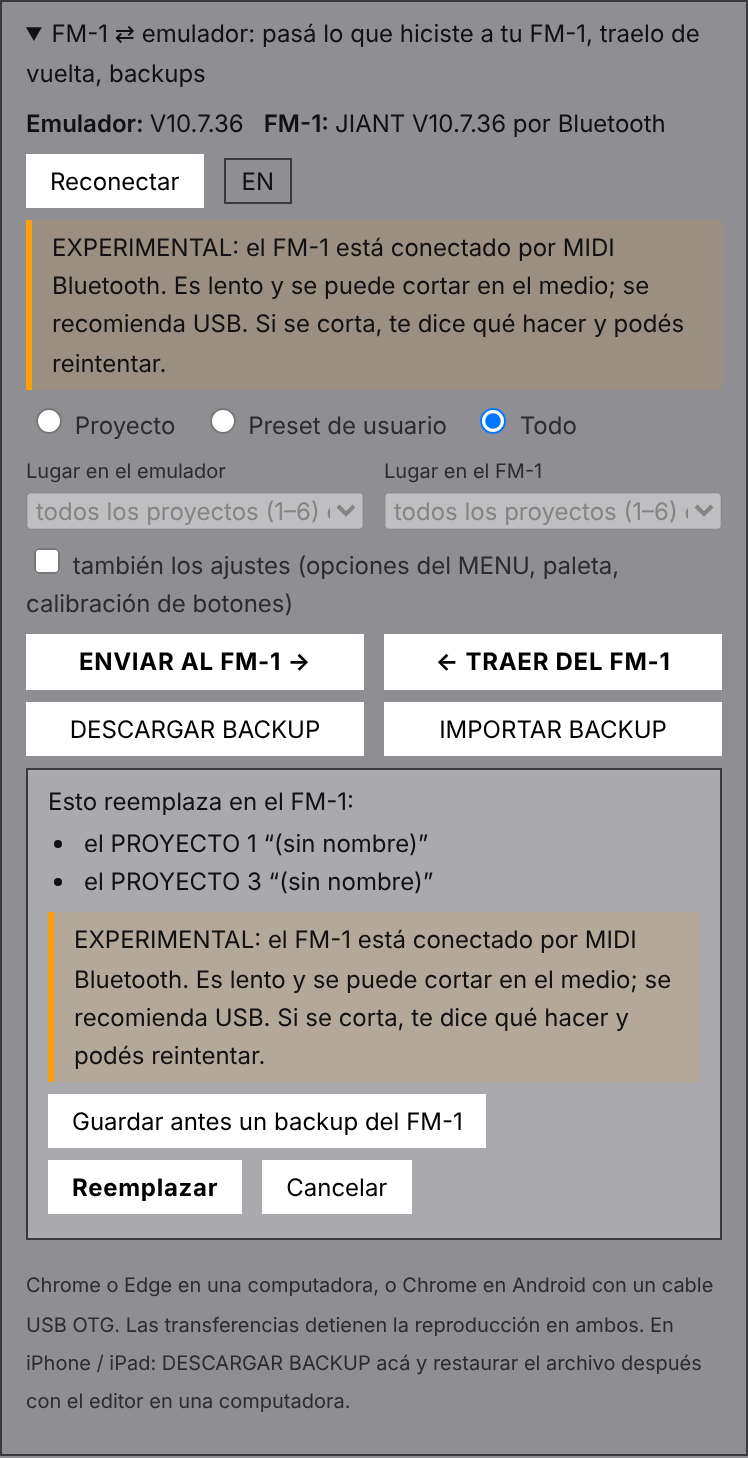 ▼ FM-1 ⇄ emulador: pasá lo que hiciste a tu FM-1, traelo de
vuelta, backups
Emulador: V10.7.36 FM-1: JIANT V10.7.36 por Bluetooth
Reconectar EN
EXPERIMENTAL: el FM-1 está conectado por MIDI
Bluetooth. Es lento y se puede cortar en el medio; se
recomienda USB. Si se corta, te dice qué hacer y podés
reintentar.
Proyecto Preset de usuario Todo
Lugar en el emulador Lugar en el FM-1
todos los proyectos (1–6) todos los proyectos (1–6)
también los ajustes (opciones del MENU, paleta,
calibración de botones)
ENVIAR AL FM-1 → ← TRAER DEL FM-1
DESCARGAR BACKUP IMPORTAR BACKUP
Esto reemplaza en el FM-1:
• el PROYECTO 1 “(sin nombre)”
• el PROYECTO 3 “(sin nombre)”
EXPERIMENTAL: el FM-1 está conectado por MIDI
Bluetooth. Es lento y se puede cortar en el medio; se
recomienda USB. Si se corta, te dice qué hacer y
podés reintentar.
Guardar antes un backup del FM-1
Reemplazar Cancelar
Chrome o Edge en una computadora, o Chrome en Android con un cable
USB OTG. Las transferencias detienen la reproducción en ambos. En
iPhone / iPad: DESCARGAR BACKUP acá y restaurar el archivo después
con el editor en una computadora.